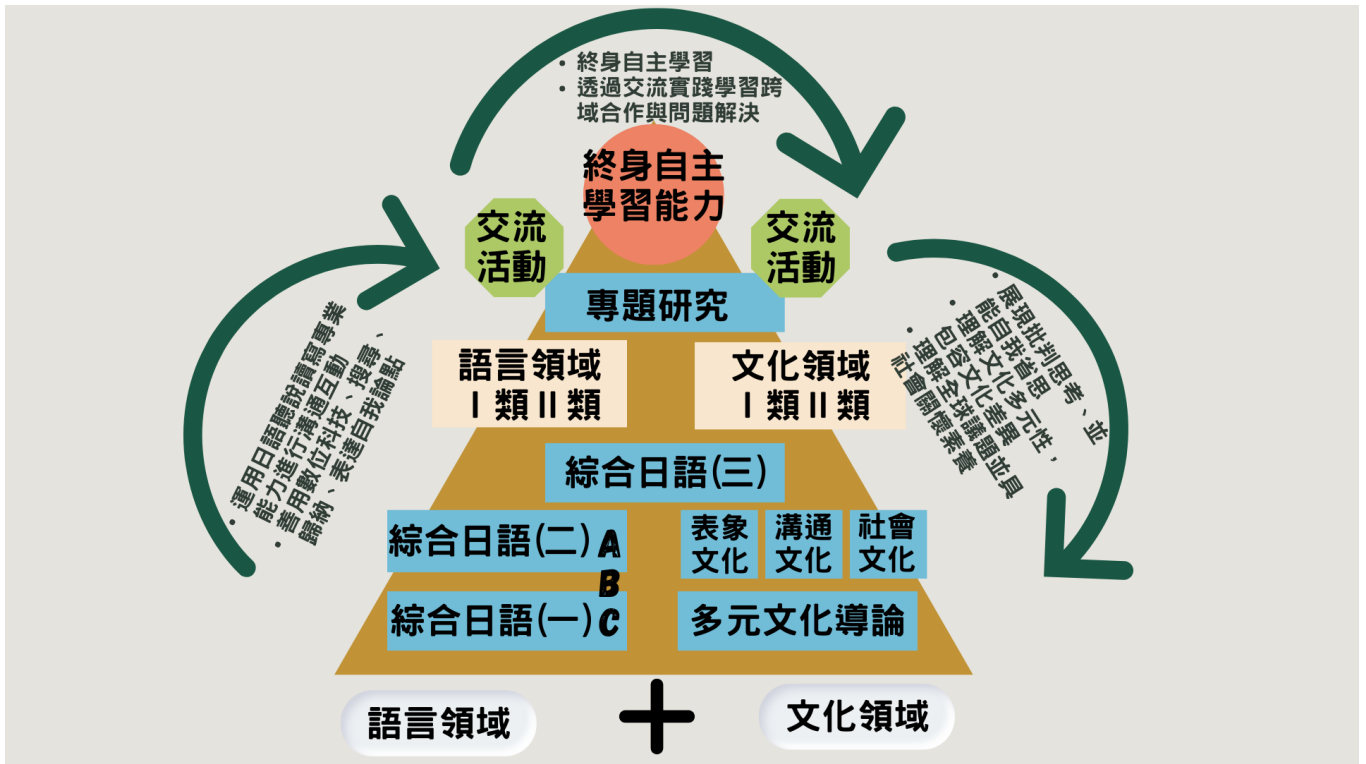 • 終身自主學習
• 透過交流實踐學習跨
域合作與問題解決
終身自主
學習能力
交流
活動
交流
活動
專題研究
語言領域
I 類 II 類
文化領域
I 類 II 類
• 運用日語聽說讀寫專業
能力進行溝通互動
• 善用數位科技、搜尋、
歸納、表達自我論點
• 展現批判思考、並
能自我省思
• 理解文化多元性,
包容文化差異
• 理解全球議題並具
社會關懷素養
綜合日語(三)
綜合日語(二) A
B
綜合日語(一) C
表象
文化
溝通
文化
社會
文化
多元文化導論
語言領域
+
文化領域